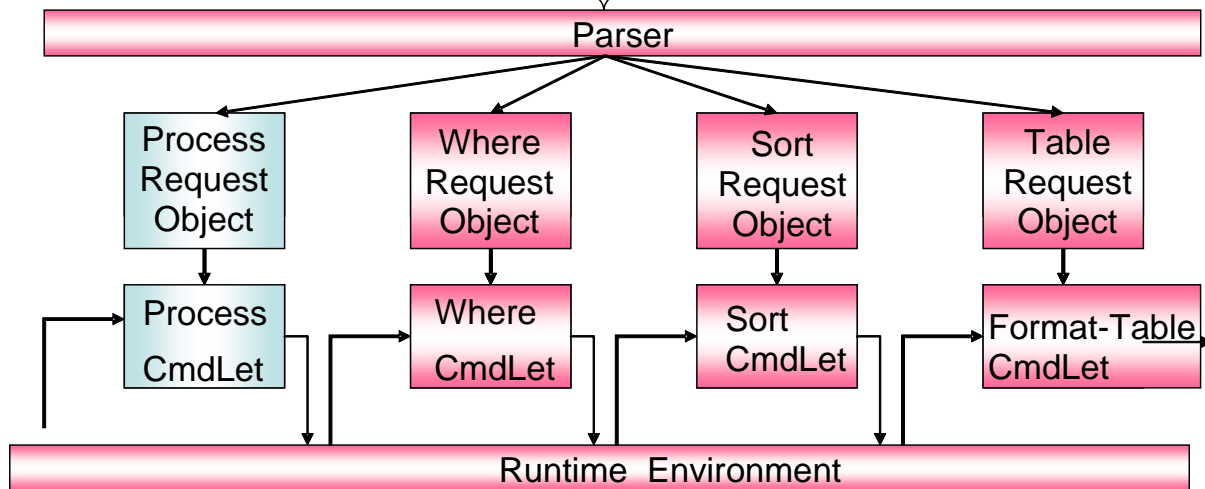 Parser
Process
Request
Object
Where
Request
Object
Sort
Request
Object
Table
Request
Object
Process
CmdLet
Where
CmdLet
Sort
CmdLet
Format-Table
CmdLet
Runtime Environment